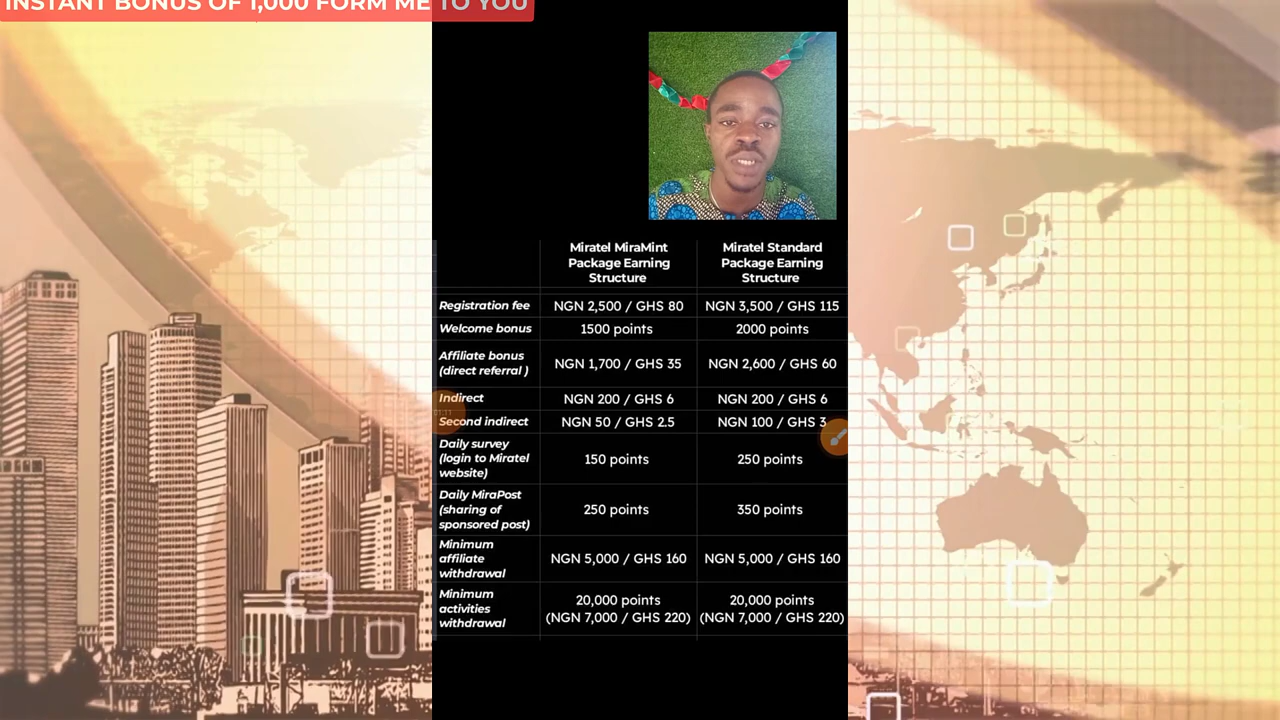 INSTANT BONUS OF 1,000 FORM ME TO YOU
Miratel MiraMint
Package Earning
Structure
Miratel Standard
Package Earning
Structure
Registration fee
NGN 2,500 / GHS 80
NGN 3,500 / GHS 115
Welcome bonus
1500 points
2000 points
Affiliate bonus
(direct referral )
NGN 1,700 / GHS 35
NGN 2,600 / GHS 60
Indirect
NGN 200 / GHS 6
NGN 200 / GHS 6
01:11
Second indirect
NGN 50 / GHS 2.5
NGN 100 / GHS 3
Daily survey
(login to Miratel
website)
150 points
250 points
Daily MiraPost
(sharing of
sponsored post)
250 points
350 points
Minimum
affiliate
withdrawal
NGN 5,000 / GHS 160
NGN 5,000 / GHS 160
Minimum
activities
withdrawal
20,000 points
(NGN 7,000 / GHS 220)
20,000 points
(NGN 7,000 / GHS 220)